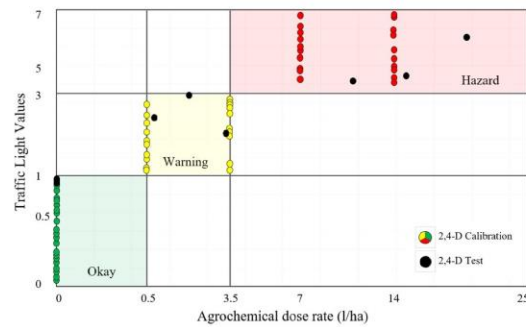 7
5
3
1
0.5
0
Traffic Light Values
Hazard
Warning
Okay
2,4-D Calibration
2,4-D Test
0 0.5 3.5 7 14 25
Agrochemical dose rate (l/ha)